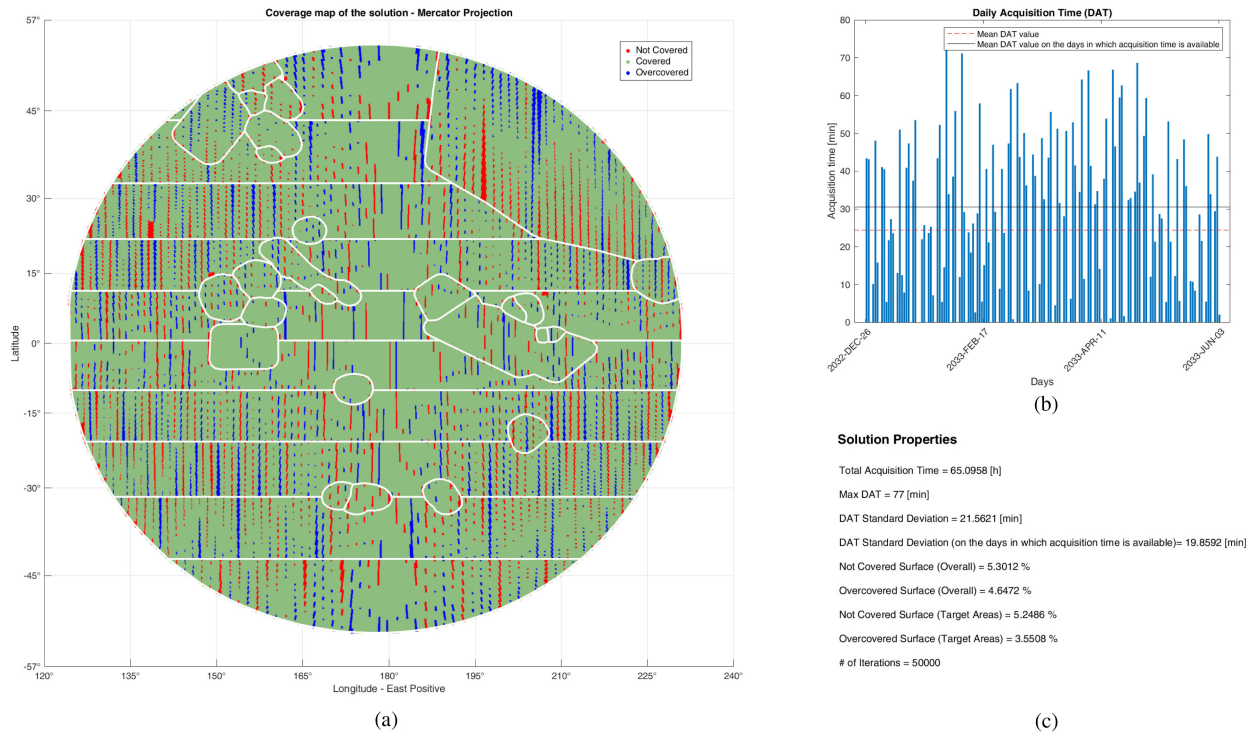 Coverage map of the solution - Mercator Projection
57°
45°
30°
15°
0°
-15°
-30°
-45°
-57°
Latitude
120°
135°
150°
165°
180°
195°
210°
225°
240°
Longitude - East Positive
Not Covered
Covered
Overcovered
(a)
Daily Acquisition Time (DAT)
Mean DAT value
Mean DAT value on the days in which acquisition time is available
80
70
60
50
40
30
20
10
0
Acquisition time [min]
2032-DEC-26
2033-FEB-17
2033-APR-11
2033-JUN-03
Days
(b)
Solution Properties
Total Acquisition Time = 65.0958 [h]
Max DAT = 77 [min]
DAT Standard Deviation = 21.5621 [min]
DAT Standard Deviation (on the days in which acquisition time is available)= 19.8592 [min]
Not Covered Surface (Overall) = 5.3012 %
Overcovered Surface (Overall) = 4.6472 %
Not Covered Surface (Target Areas) = 5.2486 %
Overcovered Surface (Target Areas) = 3.5508 %
# of Iterations = 50000
(c)